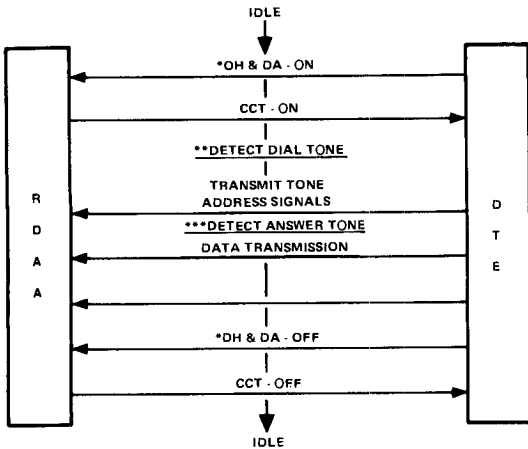 IDLE
*OH & DA - ON
CCT - ON
**DETECT DIAL TONE
TRANSMIT TONE
ADDRESS SIGNALS
***DETECT ANSWER TONE
DATA TRANSMISSION
*DH & DA - OFF
CCT - OFF
IDLE
R
D
A
A
D
T
E